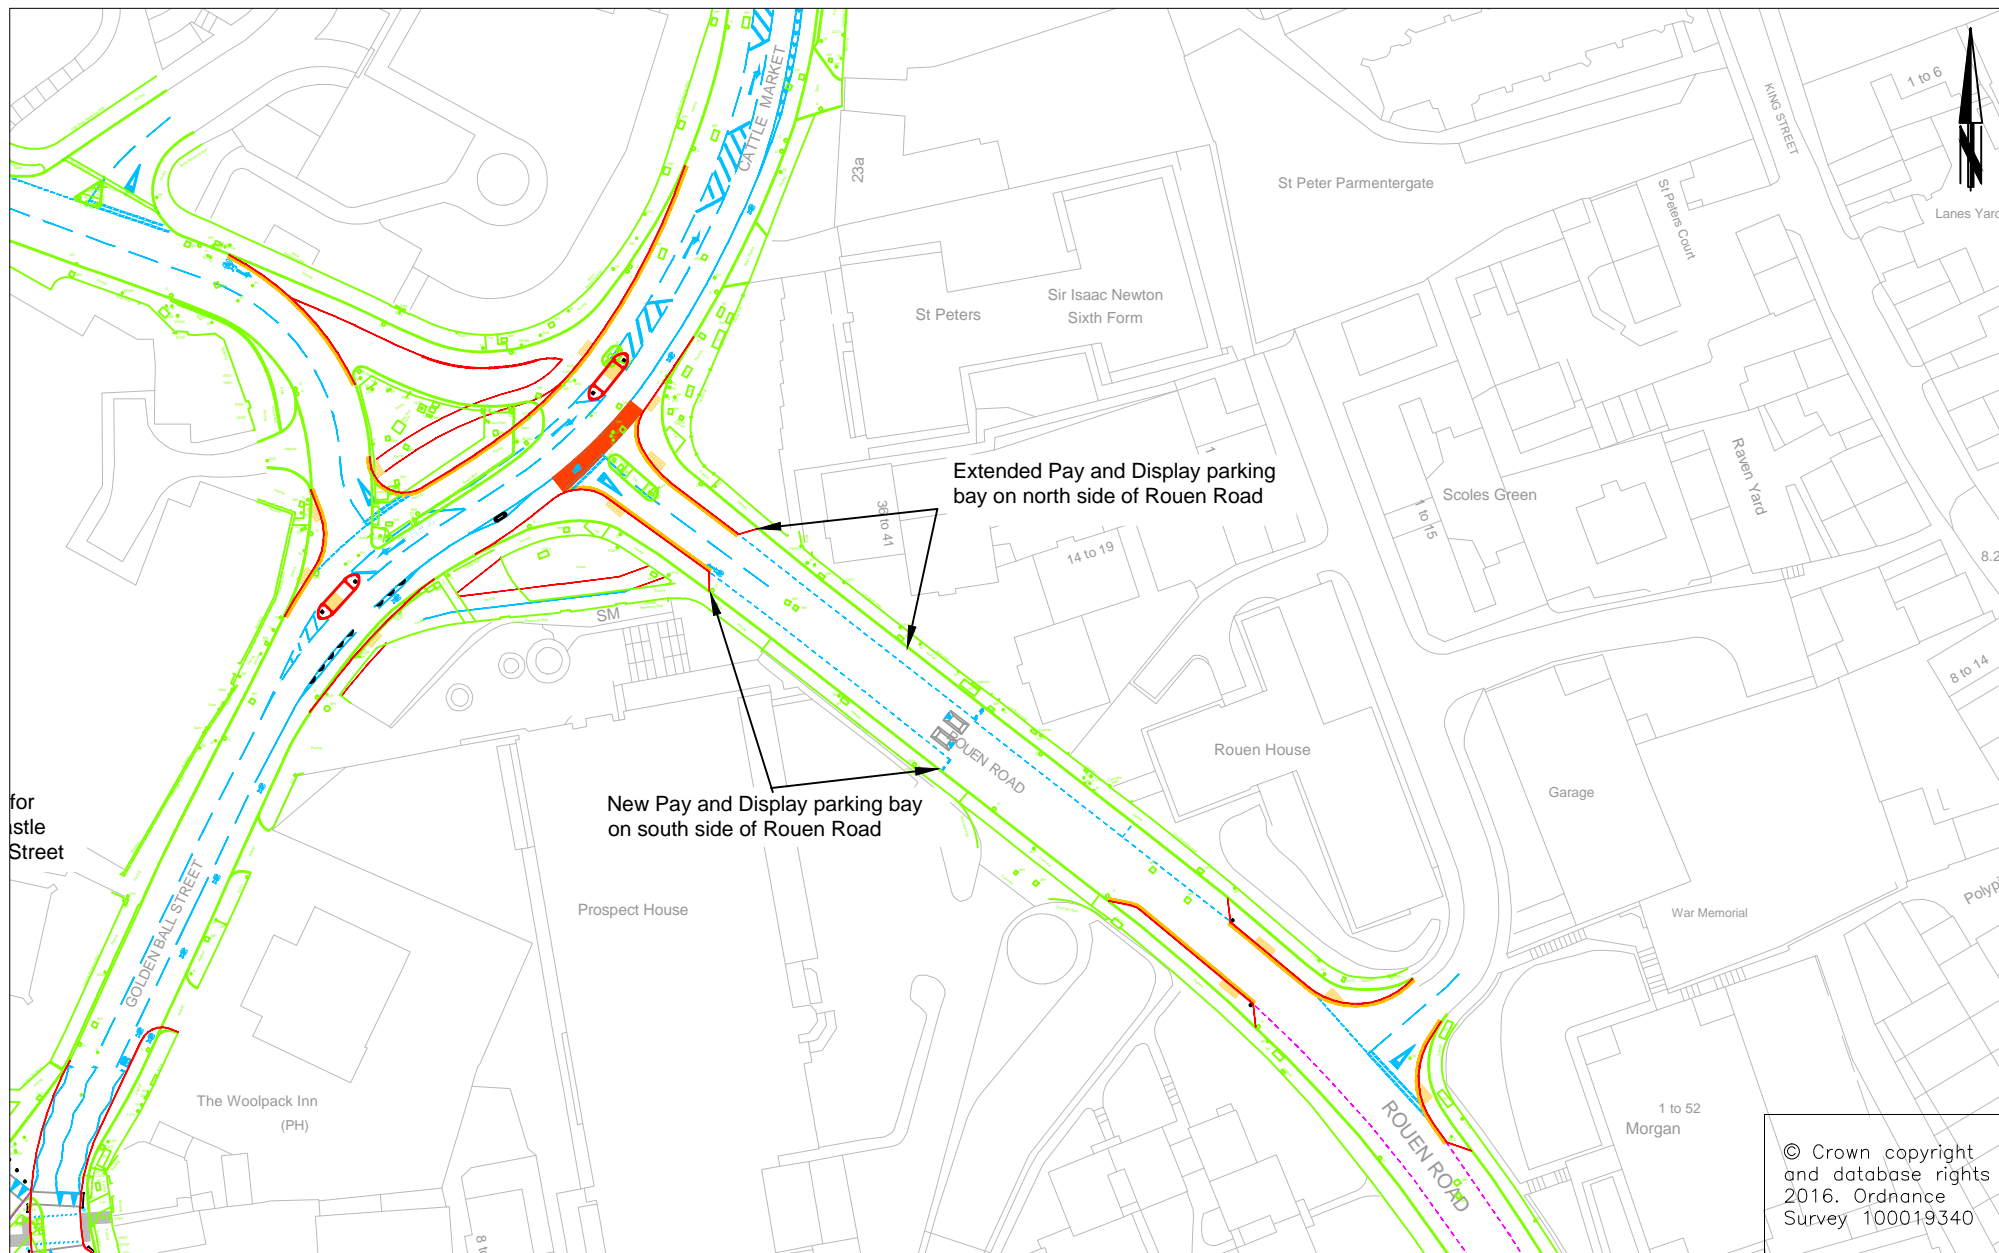 CATTLE MARKET
KING STREET
1 to 6
N
23a
St Peter Parmentergate
St Peters Court
Lanes Yard
St Peters
Sir Isaac Newton
Sixth Form
Extended Pay and Display parking
bay on north side of Rouen Road
36 to 41
14 to 19
1
1 to 15
Scoles Green
Raven Yard
8.2
SM
8 to 14
ROUEN ROAD
Rouen House
Garage
New Pay and Display parking bay
on south side of Rouen Road
for
astle
Street
GOLDEN BALL STREET
Prospect House
War Memorial
The Woolpack Inn
(PH)
ROUEN ROAD
1 to 52
Morgan
© Crown copyright
and database rights
2016. Ordnance
Survey 100019340